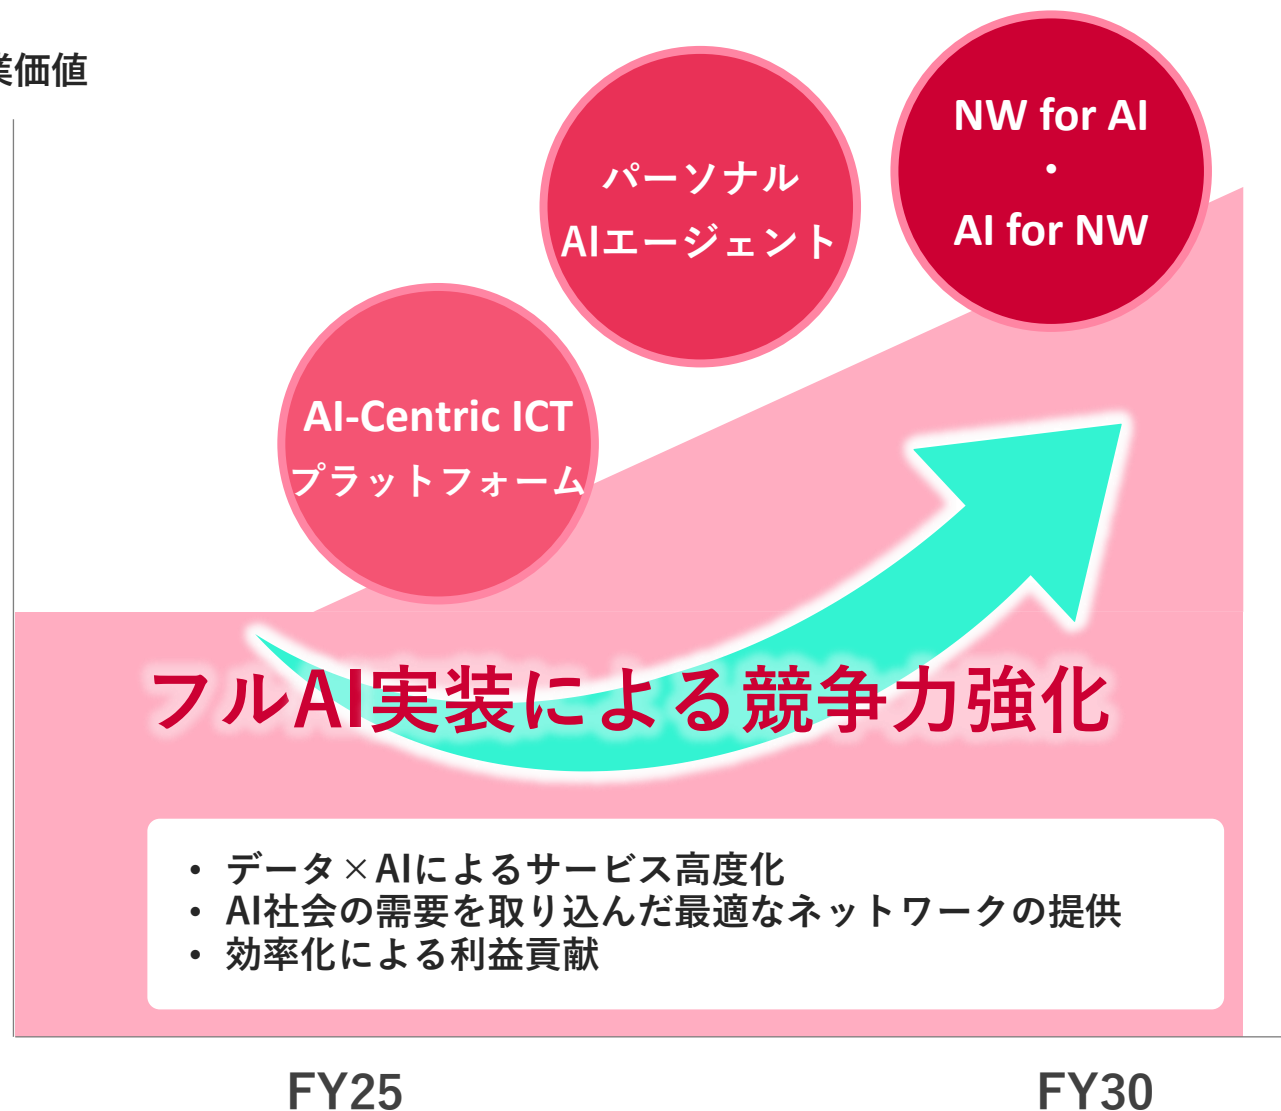 業価値
NW for AI
・
AI for NW
パーソナル
AIエージェント
AI-Centric ICT
プラットフォーム
フルAI実装による競争力強化
• データ×AIによるサービス高度化
• AI社会の需要を取り込んだ最適なネットワークの提供
• 効率化による利益貢献
FY25
FY30